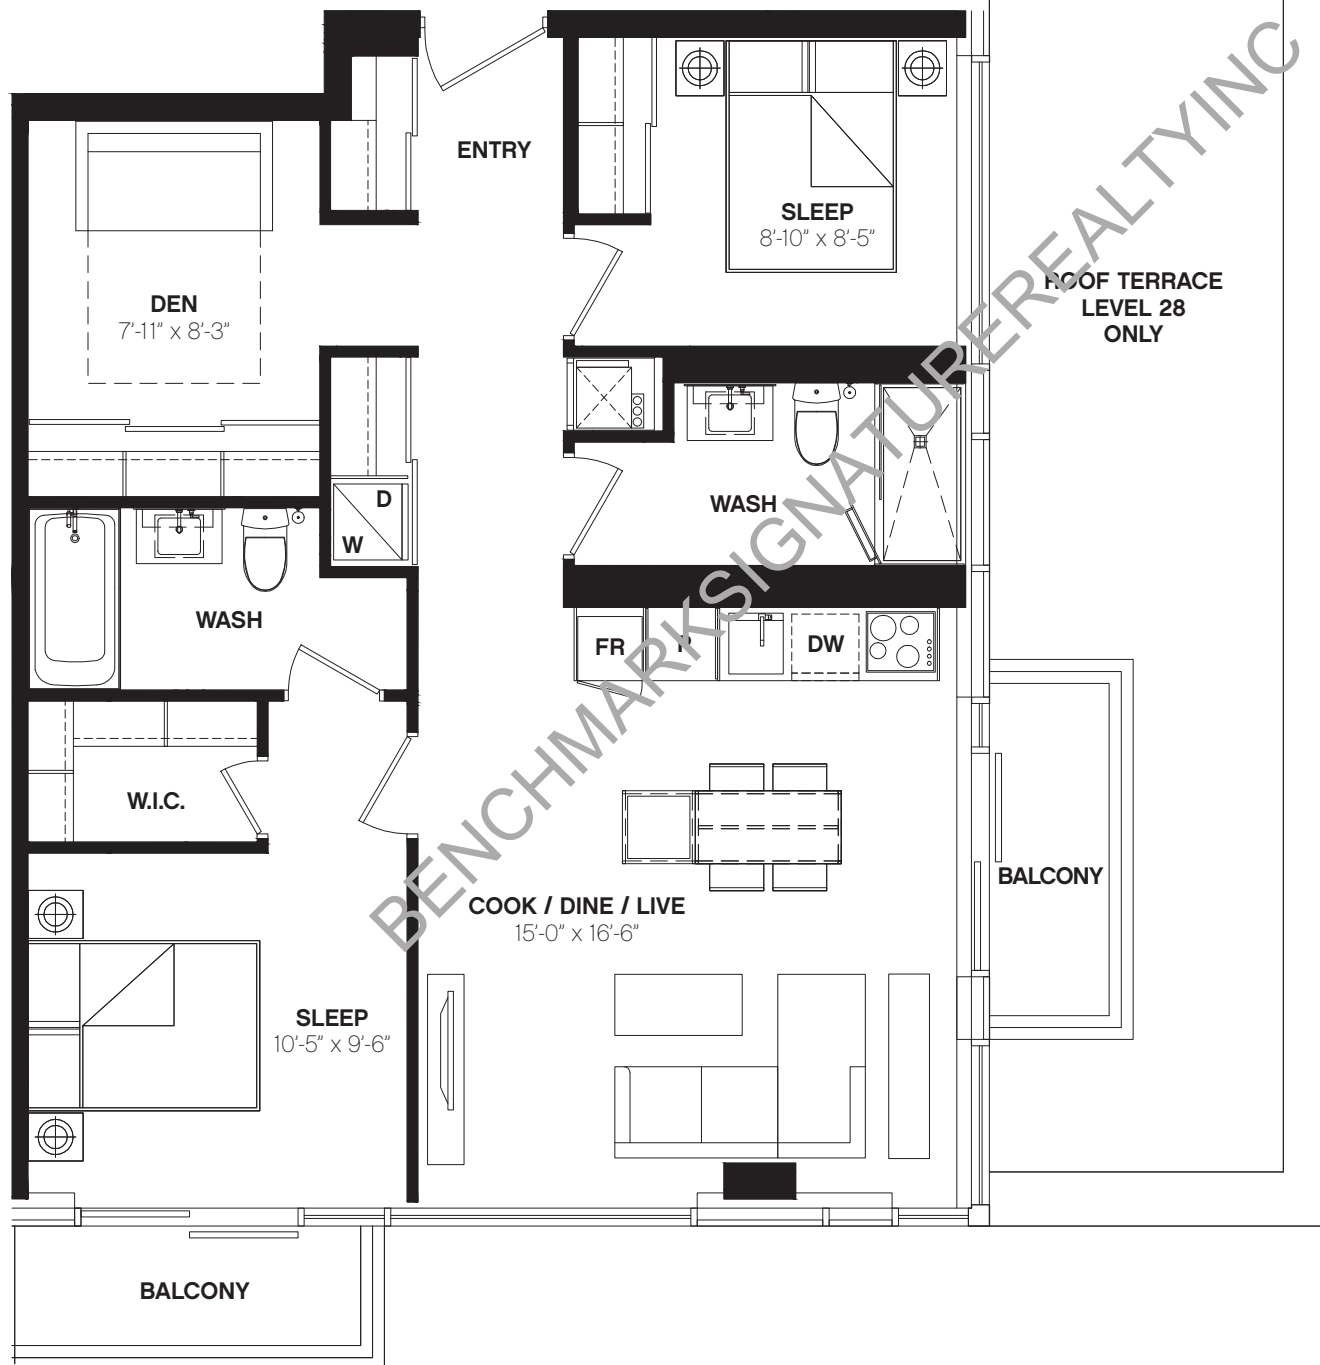 ENTRY
SLEEP
8'-10" x 8'-5"
ROOF TERRACE
LEVEL 28
ONLY
DEN
7'-11" x 8'-3"
D
W
WASH
WASH
FR
P
DW
W.I.C.
BALCONY
COOK / DINE / LIVE
15'-0" x 16'-6"
SLEEP
10'-5" x 9'-6"
BALCONY
BENCHMARKSIGNATUREREALTYINC